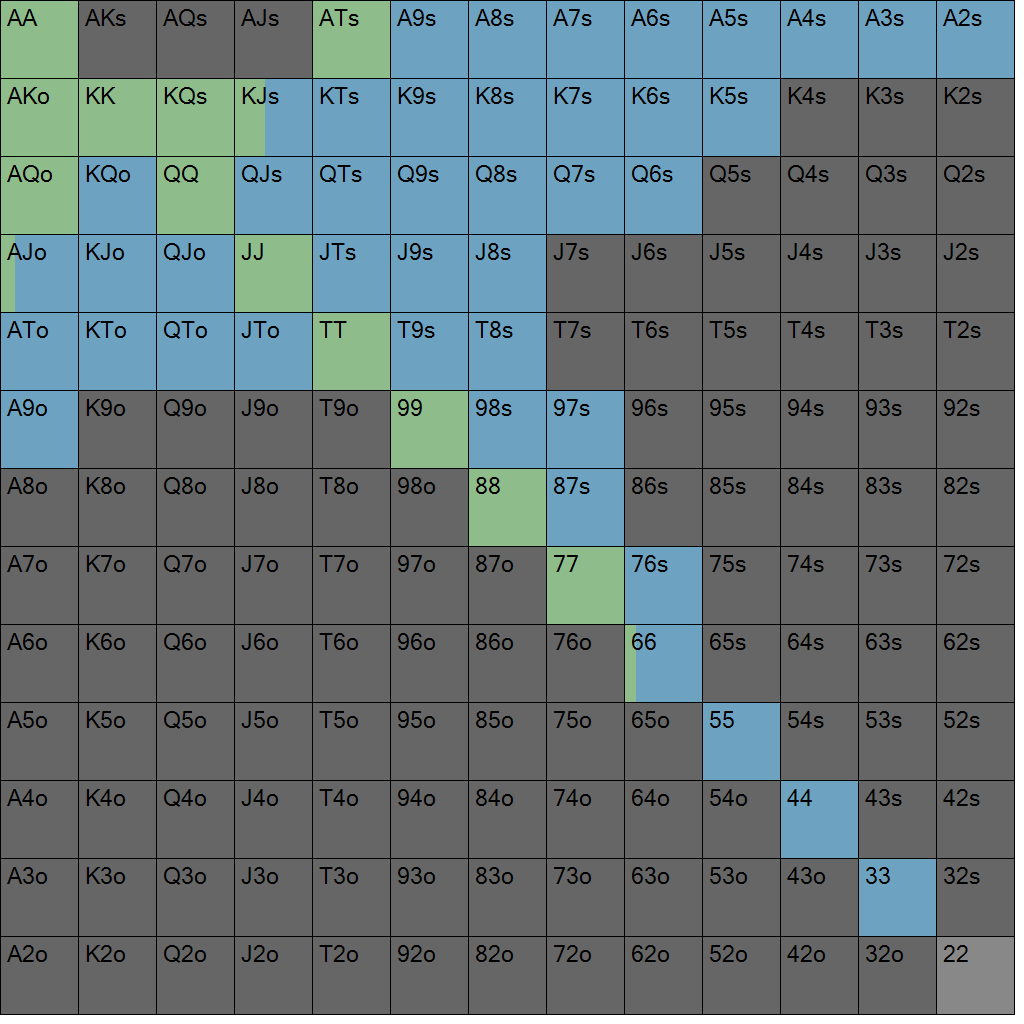 AA AKs AQs AJs ATs A9s A8s A7s A6s A5s A4s A3s A2s
AKo KK KQs KJs KTs K9s K8s K7s K6s K5s K4s K3s K2s
AQo KQo QQ QJs QTs Q9s Q8s Q7s Q6s Q5s Q4s Q3s Q2s
AJo KJo QJo JJ JTs J9s J8s J7s J6s J5s J4s J3s J2s
ATo KTo QTo JTo TT T9s T8s T7s T6s T5s T4s T3s T2s
A9o K9o Q9o J9o T9o 99 98s 97s 96s 95s 94s 93s 92s
A8o K8o Q8o J8o T8o 98o 88 87s 86s 85s 84s 83s 82s
A7o K7o Q7o J7o T7o 97o 87o 77 76s 75s 74s 73s 72s
A6o K6o Q6o J6o T6o 96o 86o 76o 66 65s 64s 63s 62s
A5o K5o Q5o J5o T5o 95o 85o 75o 65o 55 54s 53s 52s
A4o K4o Q4o J4o T4o 94o 84o 74o 64o 54o 44 43s 42s
A3o K3o Q3o J3o T3o 93o 83o 73o 63o 53o 43o 33 32s
A2o K2o Q2o J2o T2o 92o 82o 72o 62o 52o 42o 32o 22